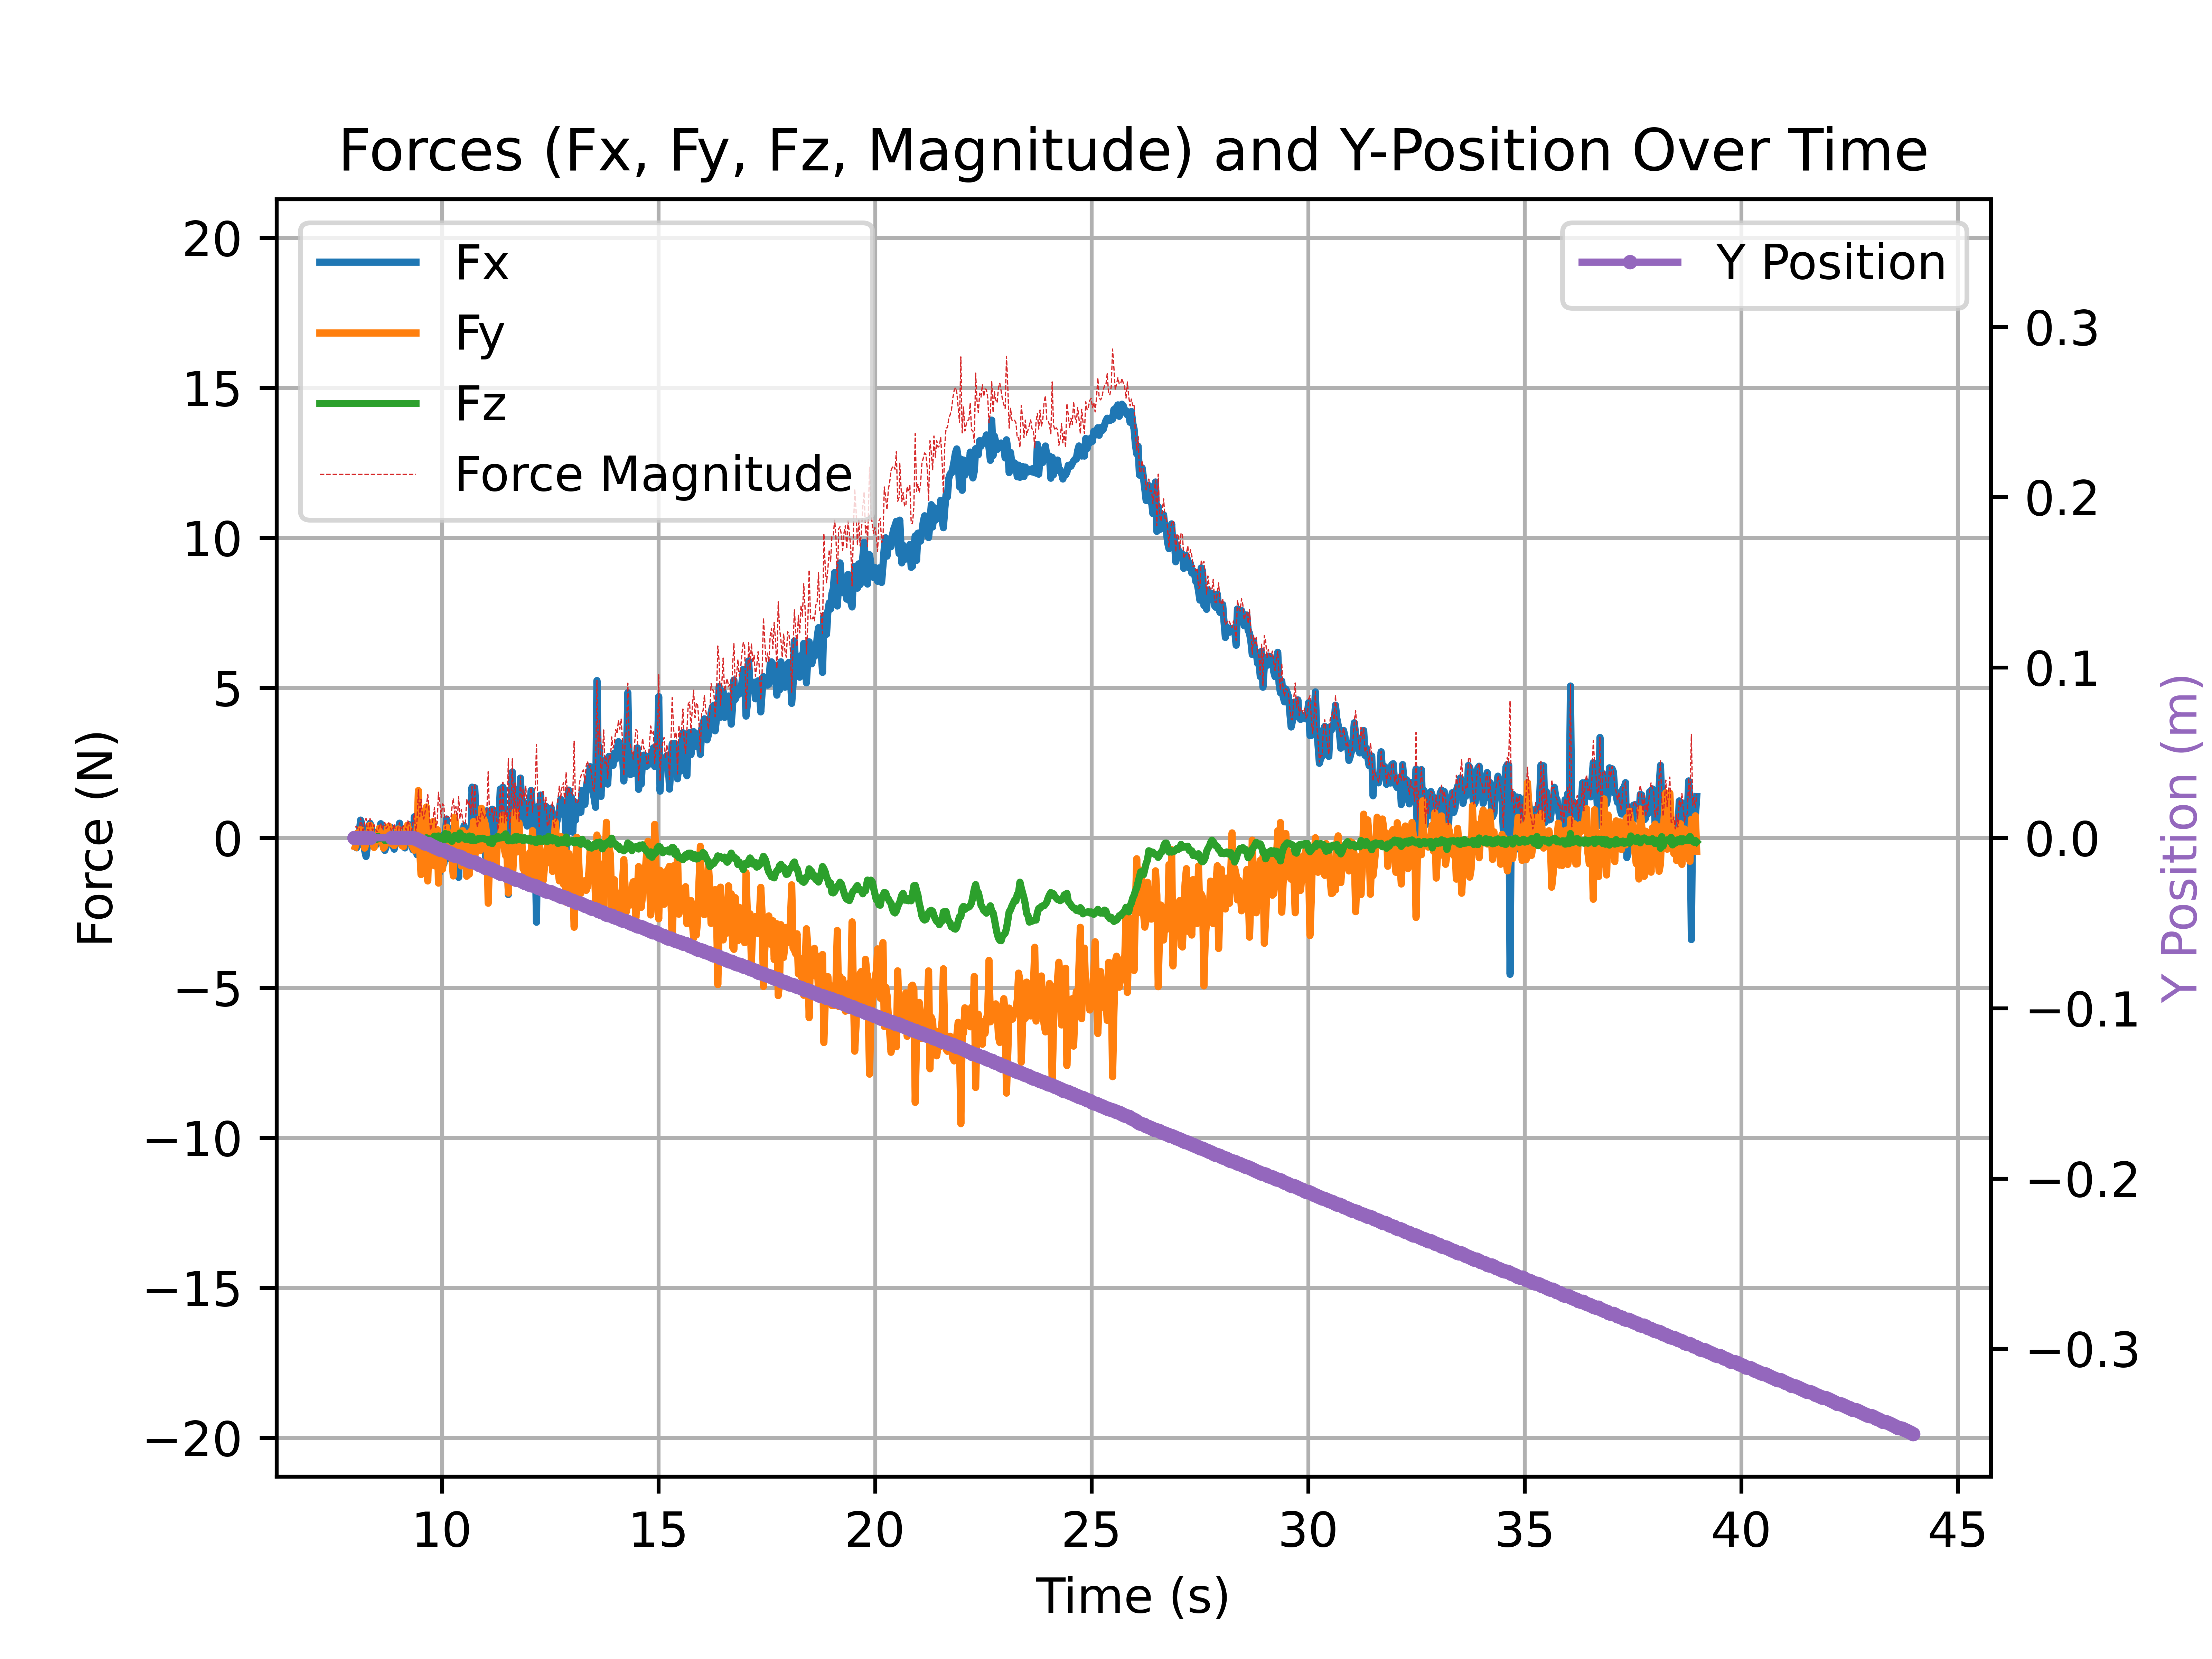 Forces (Fx, Fy, Fz, Magnitude) and Y-Position Over Time
Fx
Fy
Fz
Force Magnitude
Y Position
20
15
10
5
0
−5
−10
−15
−20
Force (N)
0.3
0.2
0.1
0.0
−0.1
−0.2
−0.3
Y Position (m)
10 15 20 25 30 35 40 45
Time (s)